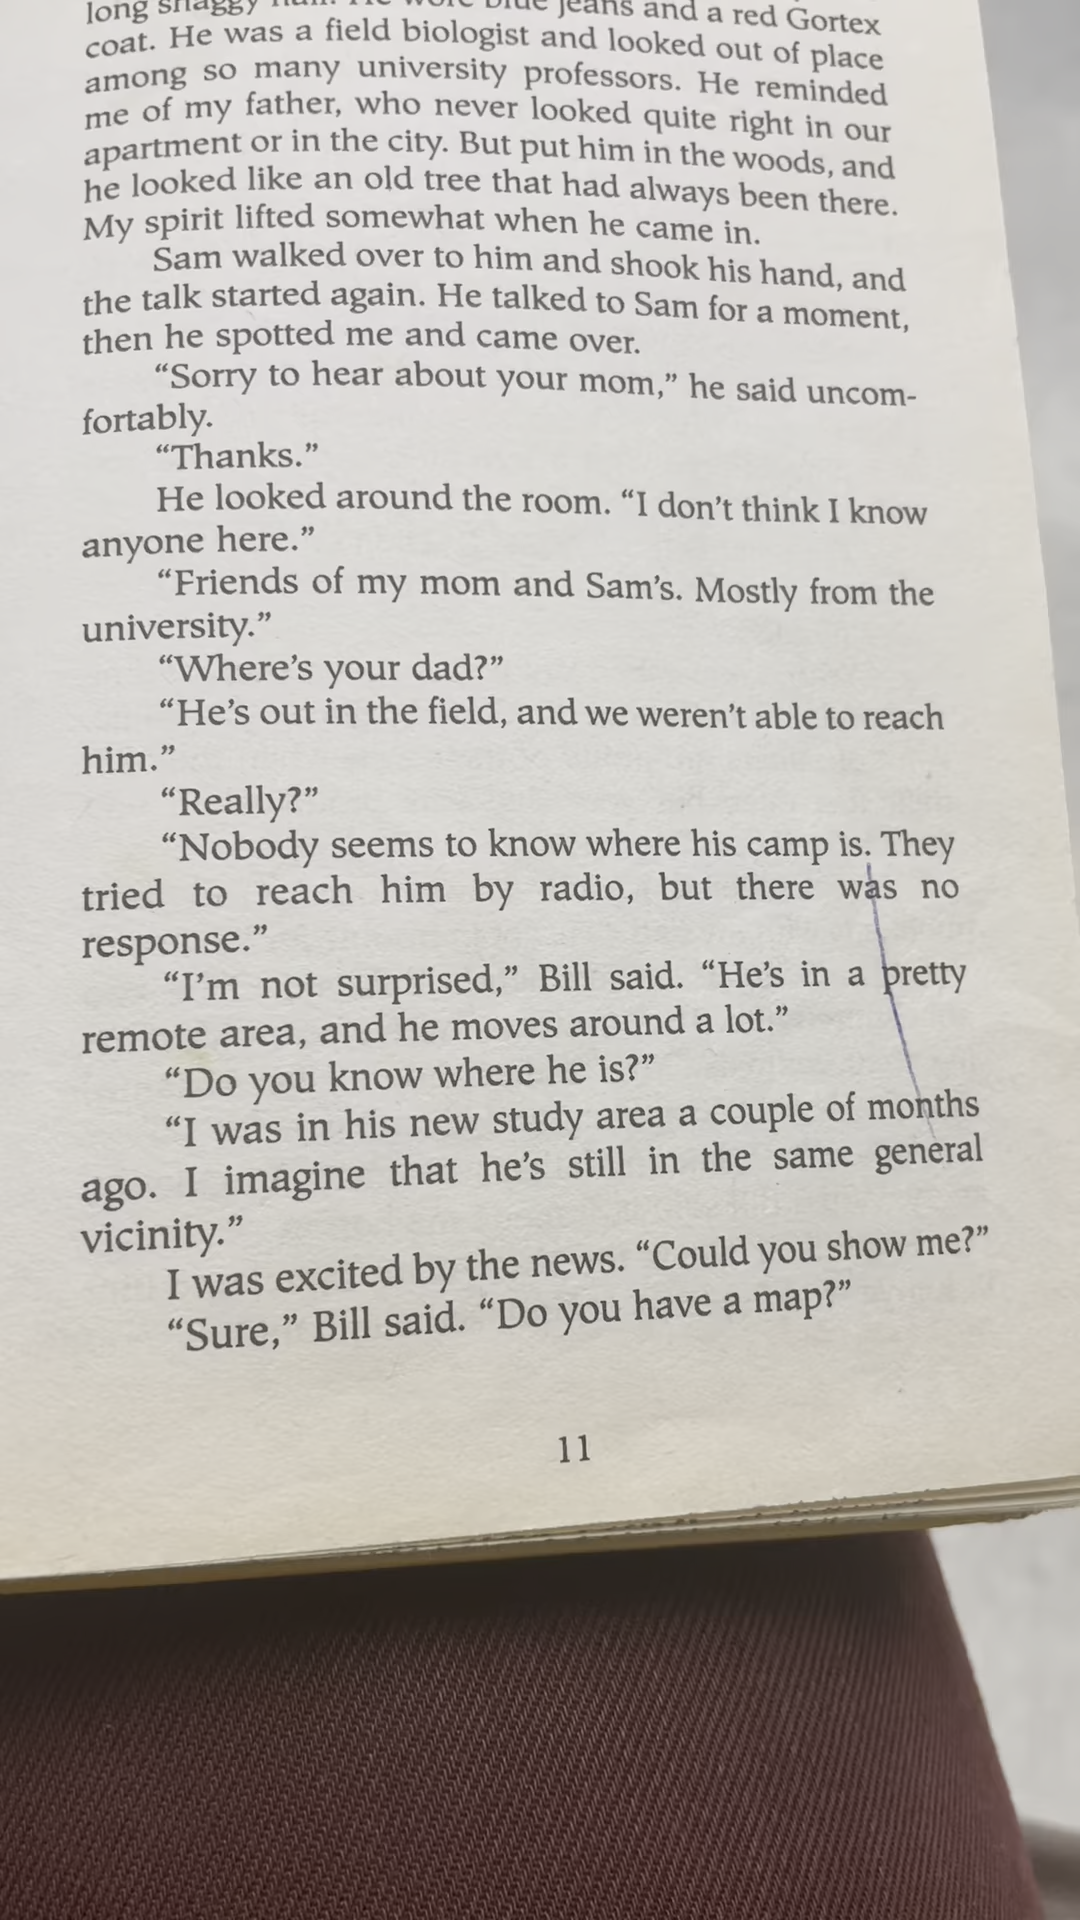 long shaggy hair. He wore blue jeans and a red Gortex
coat. He was a field biologist and looked out of place
among so many university professors. He reminded
me of my father, who never looked quite right in our
apartment or in the city. But put him in the woods, and
he looked like an old tree that had always been there.
My spirit lifted somewhat when he came in.
Sam walked over to him and shook his hand, and
the talk started again. He talked to Sam for a moment,
then he spotted me and came over.
“Sorry to hear about your mom,” he said uncom-
fortably.
“Thanks.”
He looked around the room. “I don’t think I know
anyone here.”
“Friends of my mom and Sam’s. Mostly from the
university.”
“Where’s your dad?”
“He’s out in the field, and we weren’t able to reach
him.”
“Really?”
“Nobody seems to know where his camp is. They
tried to reach him by radio, but there was no
response.”
“I’m not surprised,” Bill said. “He’s in a pretty
remote area, and he moves around a lot.”
“Do you know where he is?”
“I was in his new study area a couple of months
ago. I imagine that he’s still in the same general
vicinity.”
I was excited by the news. “Could you show me?”
“Sure,” Bill said. “Do you have a map?”
11